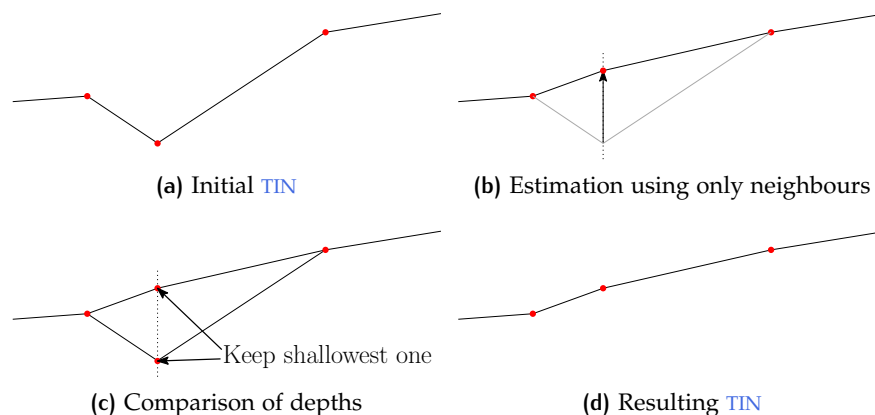 (a) Initial TIN
(b) Estimation using only neighbours
Keep shallowest one
(c) Comparison of depths
(d) Resulting TIN